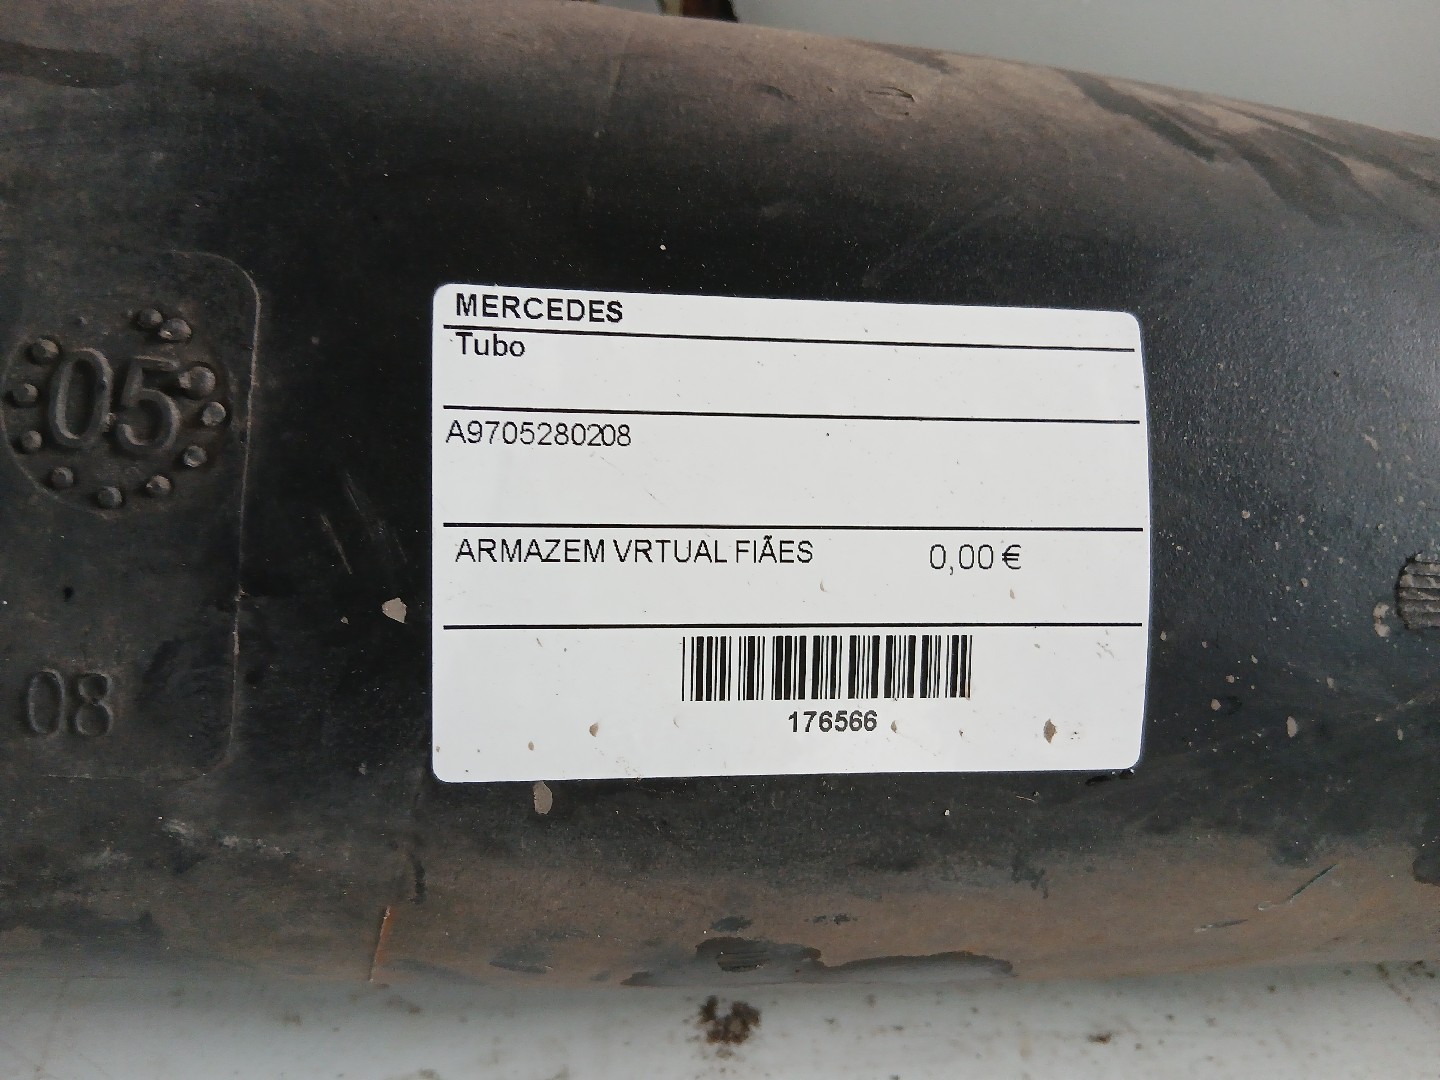 MERCEDES
Tubo
A9705280208
ARMAZEM VRTUAL FIÃES 0,00 €
176566
05
08